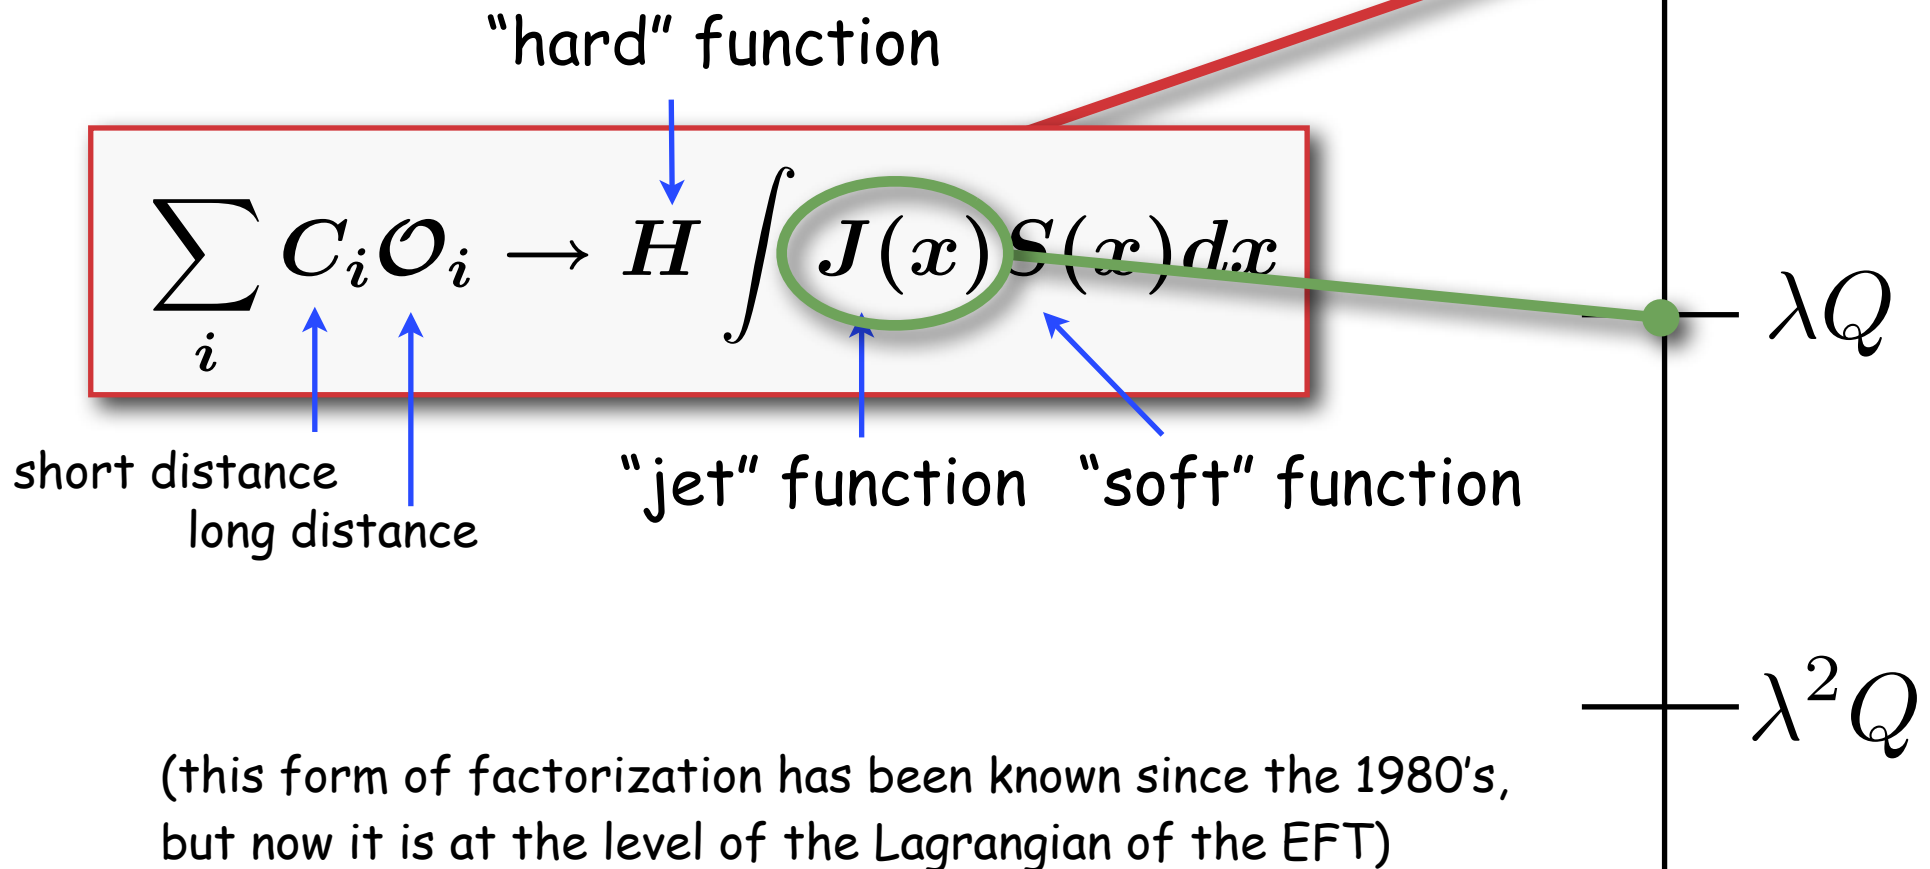 “hard” function
∑_i C_i O_i → H ∫ J(x) S(x) dx
λQ
short distance
“jet” function “soft” function
long distance
λ²Q
(this form of factorization has been known since the 1980’s,
but now it is at the level of the Lagrangian of the EFT)